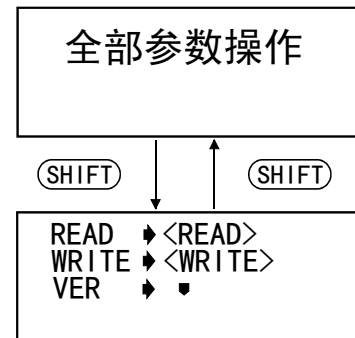 全部参数操作
SHIFT SHIFT
READ ➧ <READ>
WRITE ➧ <WRITE>
VER ➧